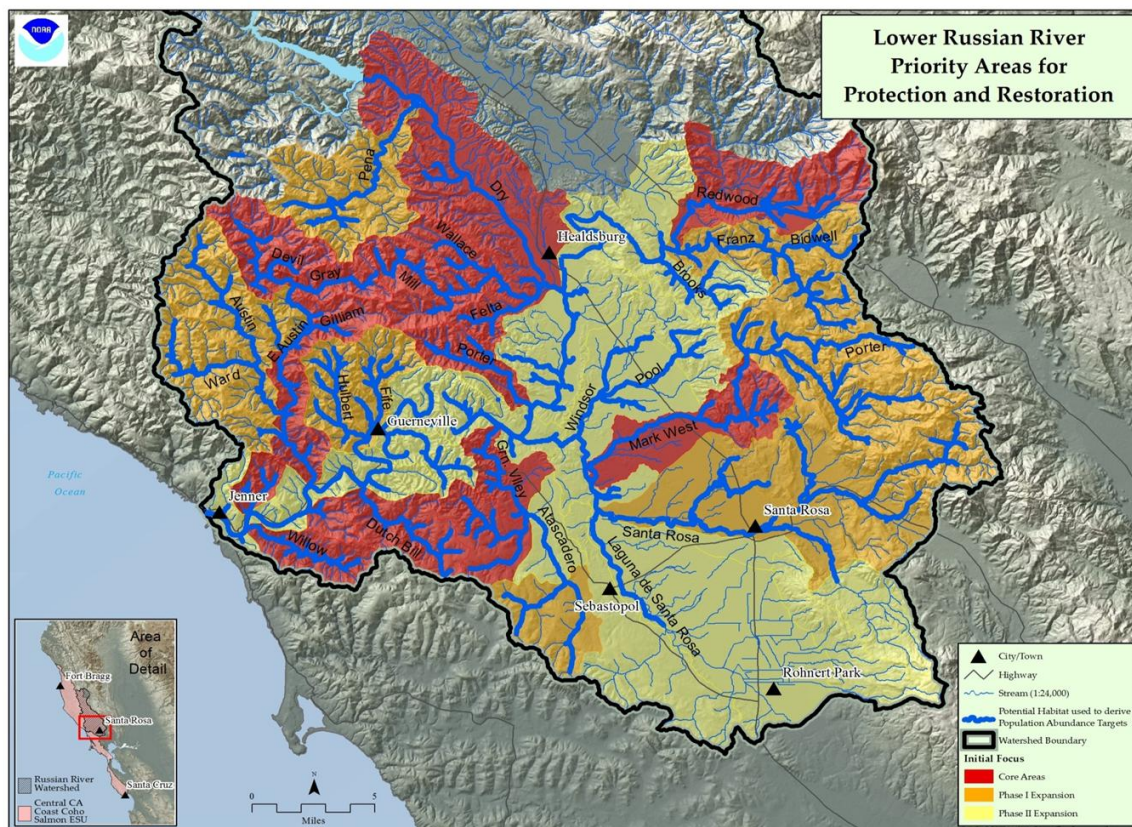 NOAA
Lower Russian River
Priority Areas for
Protection and Restoration
Pena
Dry
Redwood
Wallace
Healdsburg
Franz
Bidwell
Devil
Gray
Mill
Brooks
Austin
Gilliam
Felta
E Austin
Porter
Porter
Ward
Hulbert
Fife
Windsor
Pool
Guerneville
Mark West
Grn Vlley
Pacific
Ocean
Jenner
Santa Rosa
Santa Rosa
Willow
Dutch Bill
Atascadero
Laguna de Santa Rosa
Sebastopol
Rohnert Park
Area
of
Detail
Fort Bragg
Santa Rosa
Santa Cruz
Russian River
Watershed
Central CA
Coast Coho
Salmon ESU
N
0
5
Miles
City/Town
Highway
Stream (1:24,000)
Potential Habitat used to derive
Population Abundance Targets
Watershed Boundary
Initial Focus
Core Areas
Phase I Expansion
Phase II Expansion